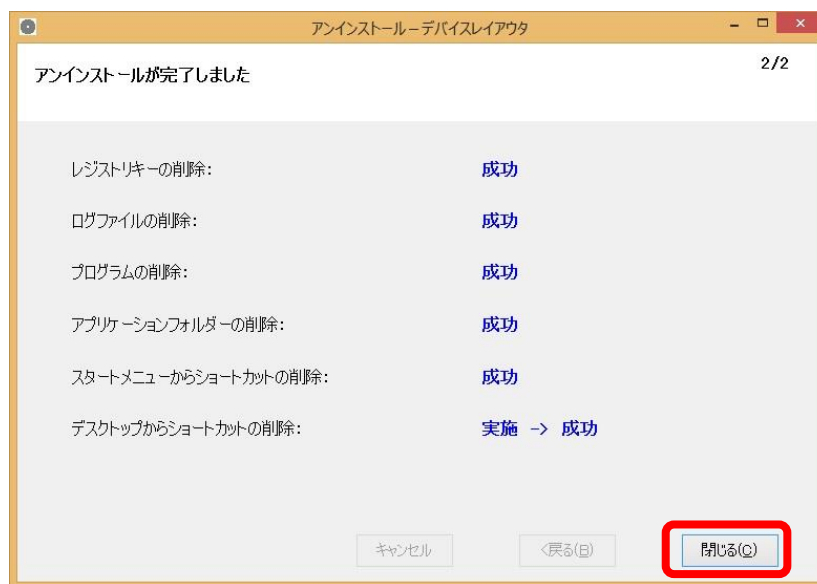 アンインストール－デバイスレイアウタ
2/2
アンインストールが完了しました
レジストリキーの削除: 成功
ログファイルの削除: 成功
プログラムの削除: 成功
アプリケーションフォルダーの削除: 成功
スタートメニューからショートカットの削除: 成功
デスクトップからショートカットの削除: 実施 -> 成功
キャンセル <戻る(B) 閉じる(C)